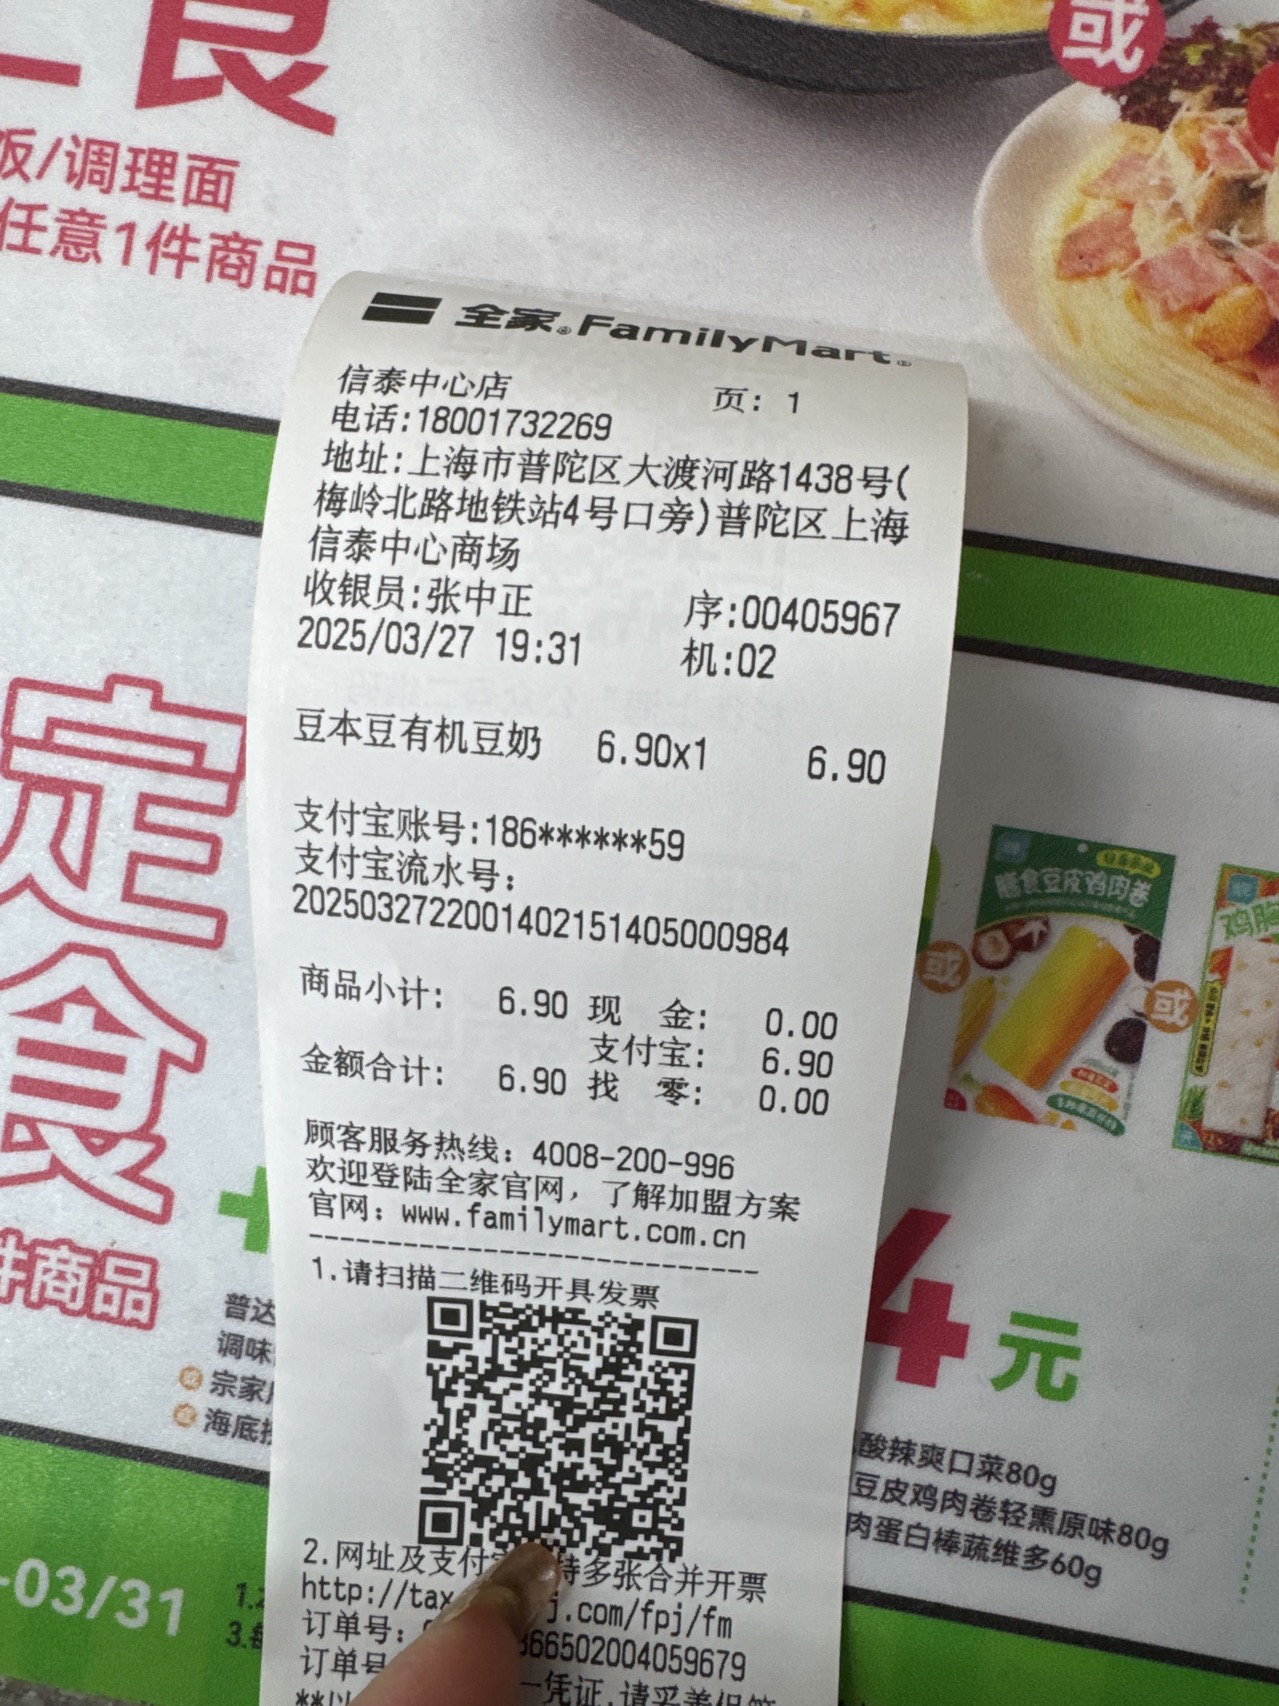 或
食
饭/调理面
任意1件商品
全家®FamilyMart®
信泰中心店 页: 1
电话:18001732269
地址:上海市普陀区大渡河路1438号(
梅岭北路地铁站4号口旁)普陀区上海
信泰中心商场
收银员:张中正 序:00405967
2025/03/27 19:31 机:02
豆本豆有机豆奶 6.90x1 6.90
支付宝账号:186******59
支付宝流水号:
2025032722001402151405000984
商品小计: 6.90 现 金: 0.00
支付宝: 6.90
金额合计: 6.90 找 零: 0.00
顾客服务热线: 4008-200-996
欢迎登陆全家官网, 了解加盟方案
官网: www.familymart.com.cn
1.请扫描二维码开具发票
2.网址及支付 持多张合并开票
http://tax j.com/fpj/fm
订单号: 366502004059679
订单号
**以 一凭证,请妥善保管
定
食
件商品
+
普达
调味
或 宗家
或 海底捞
-03/31
1.
3.每
膳食豆皮鸡肉卷
或
或
鸡胸
4元
酸辣爽口菜80g
豆皮鸡肉卷轻熏原味80g
肉蛋白棒蔬维多60g